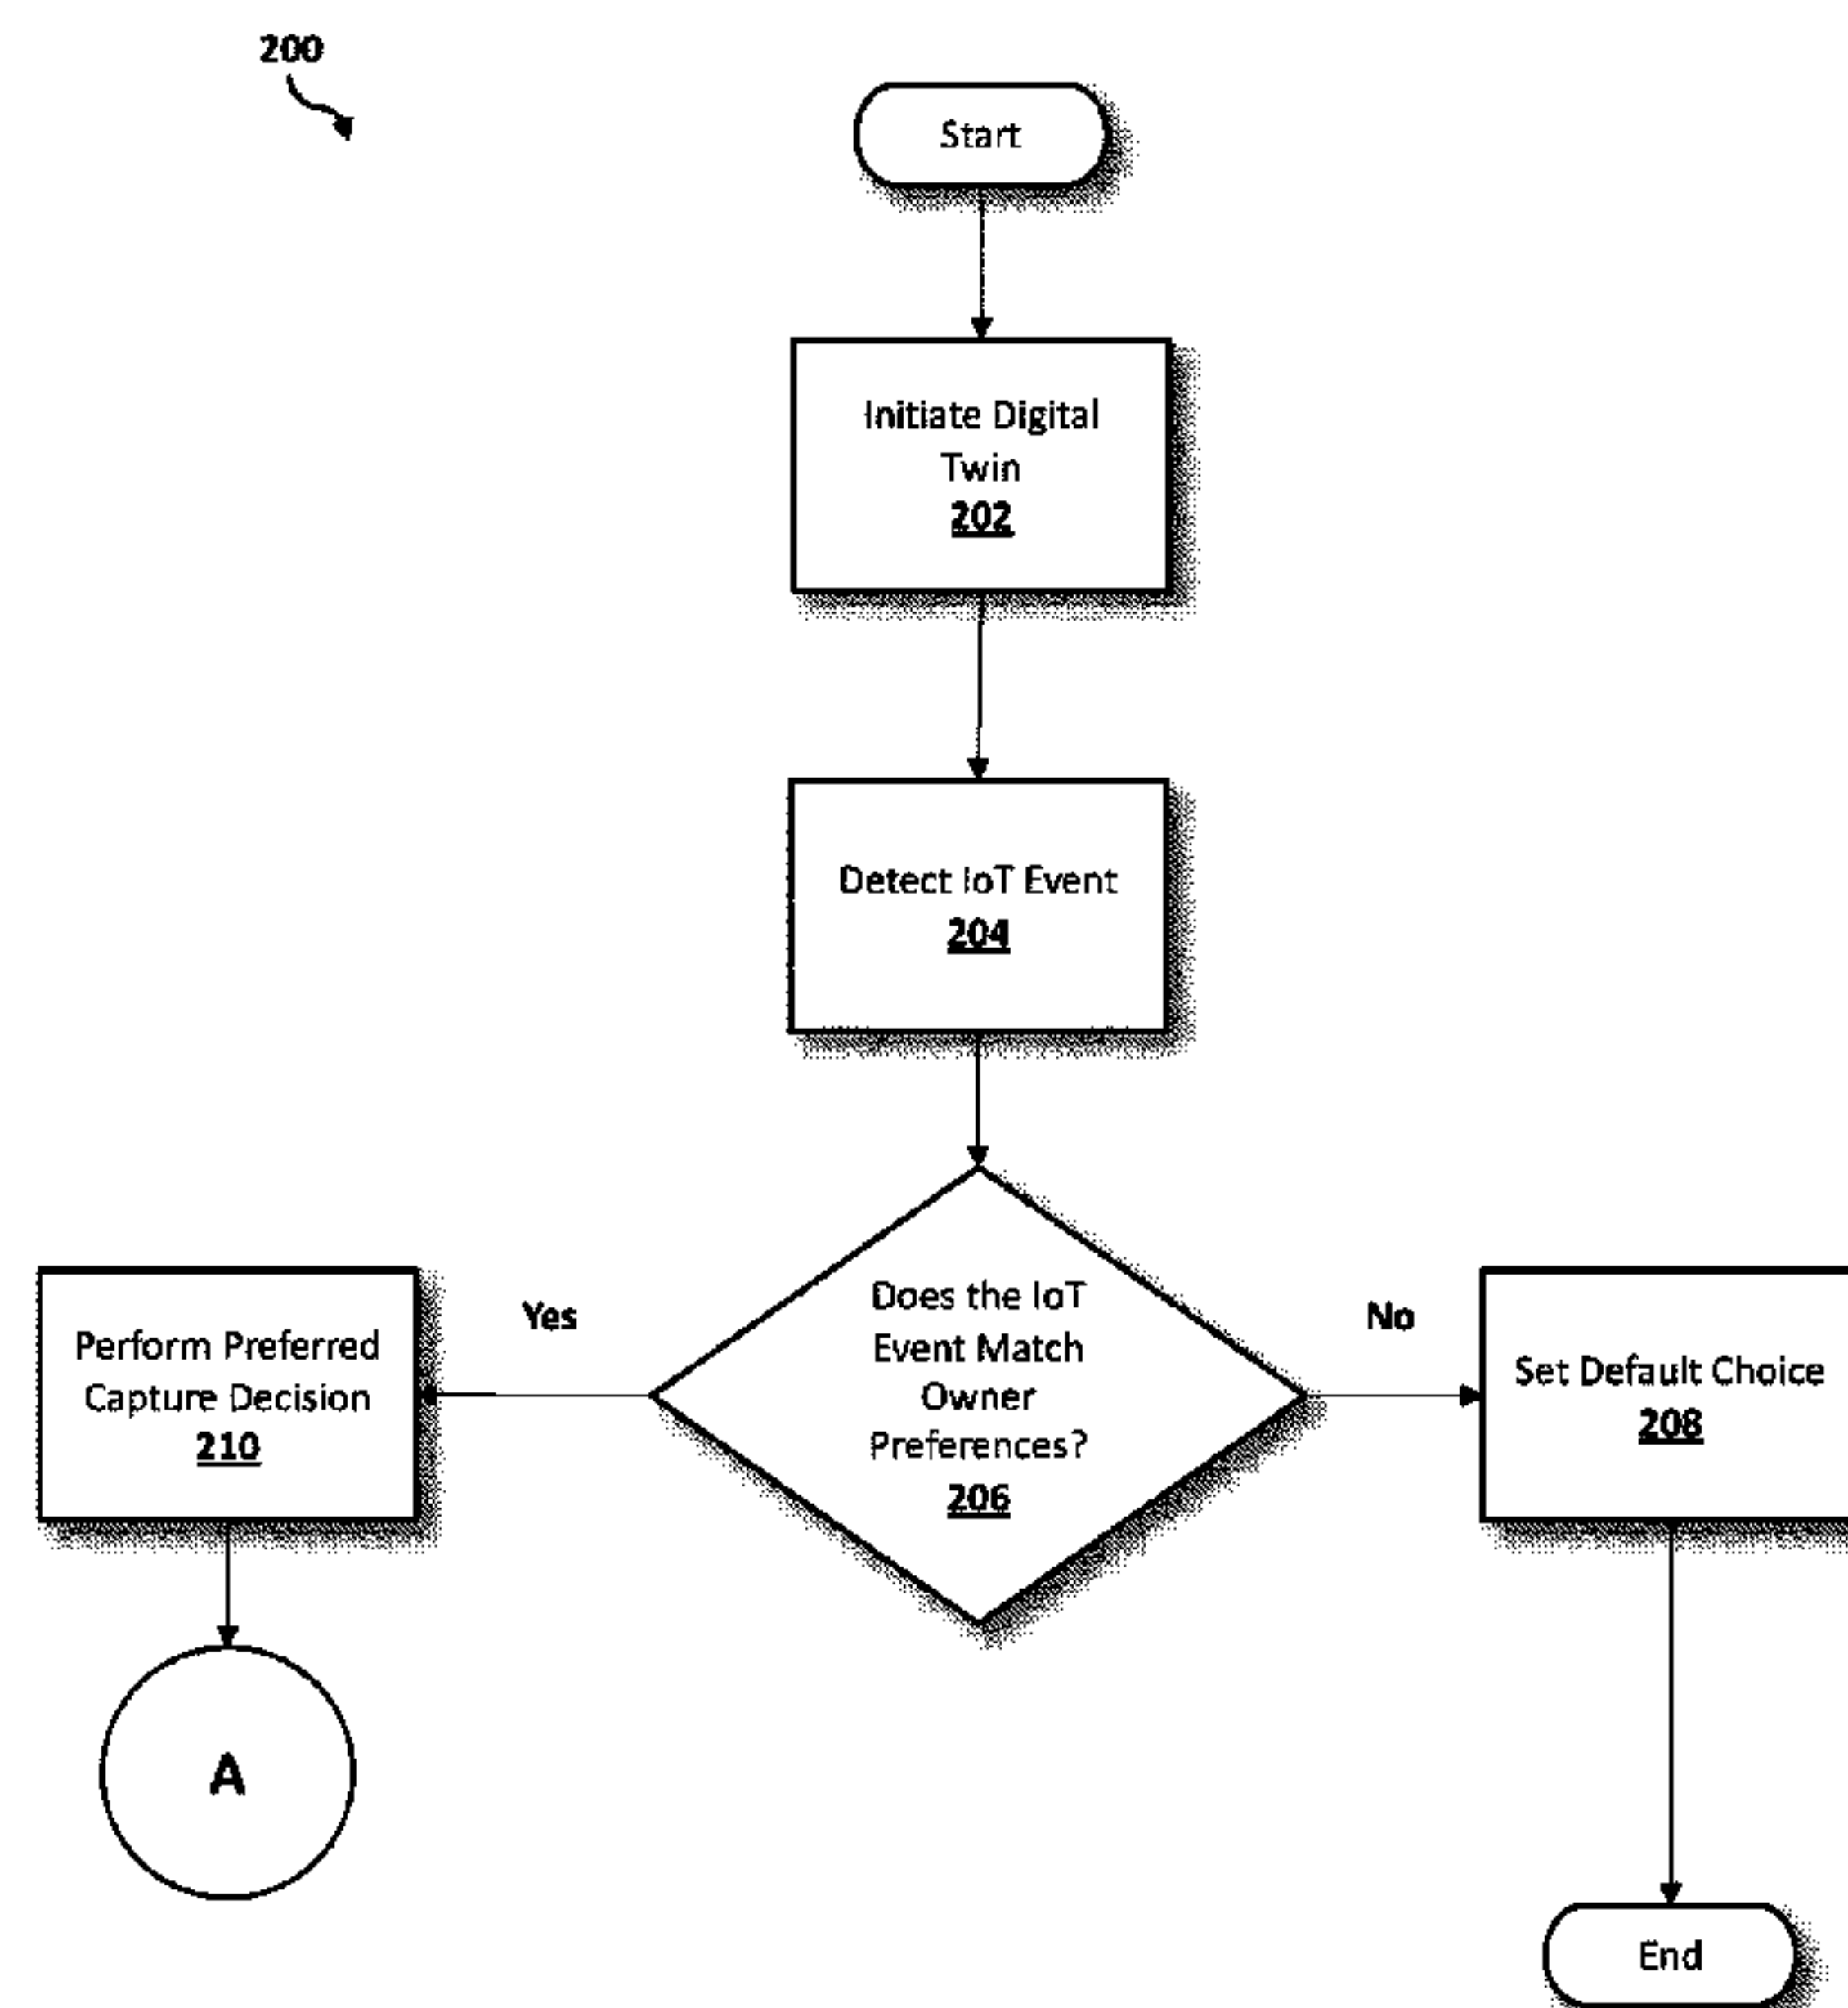 200
Start
Initiate Digital
Twin
202
Detect IoT Event
204
Does the IoT
Event Match
Owner
Preferences?
206
Yes
No
Perform Preferred
Capture Decision
210
Set Default Choice
208
A
End